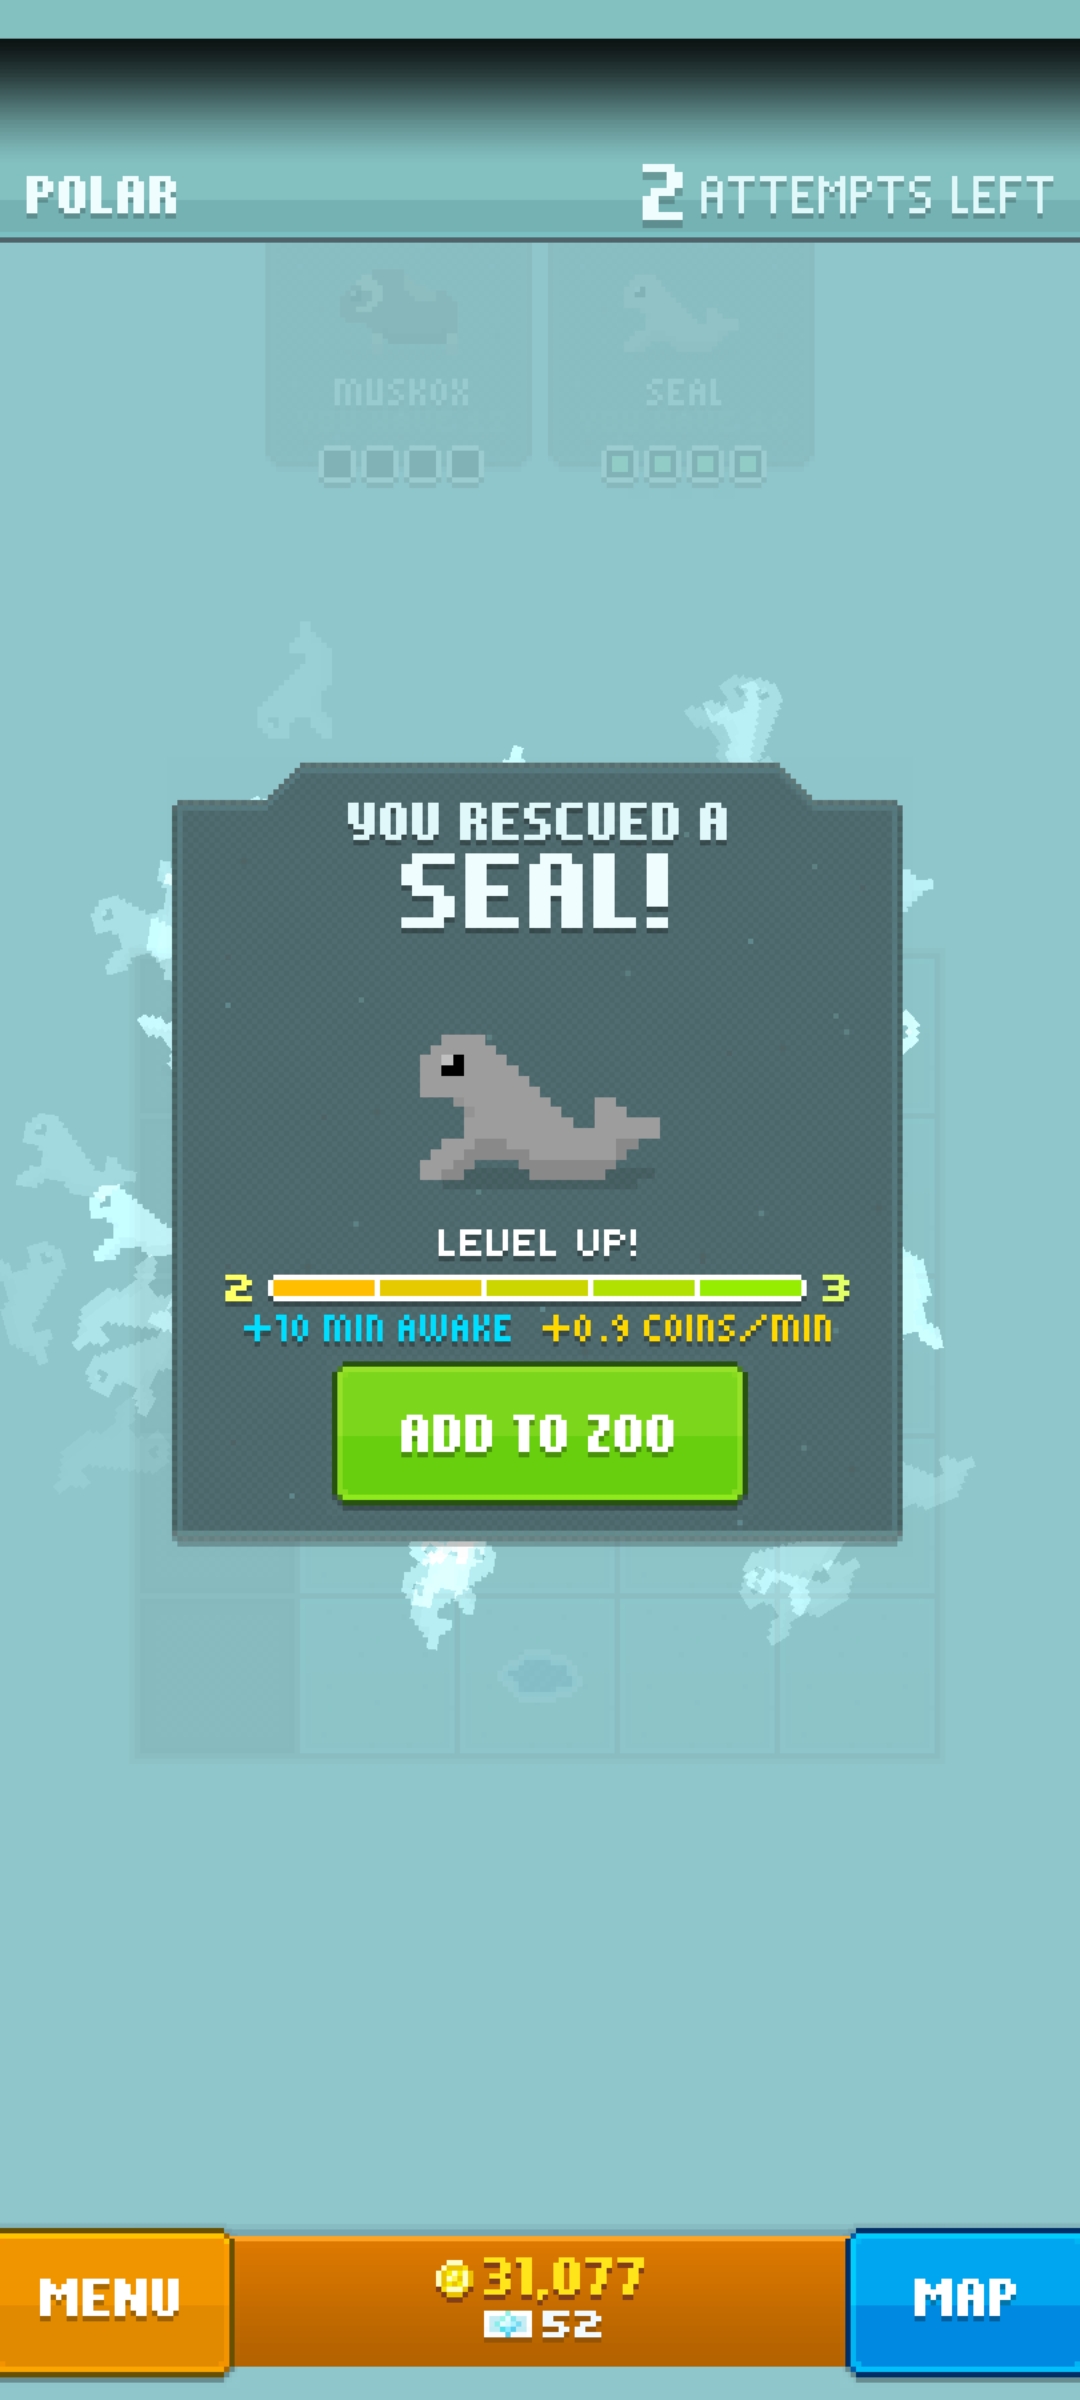 POLAR
2 ATTEMPTS LEFT
MUSKOX
SEAL
YOU RESCUED A
SEAL!
LEVEL UP!
2 3
+10 MIN AWAKE +0.9 COINS/MIN
ADD TO ZOO
MENU
31,077
52
MAP